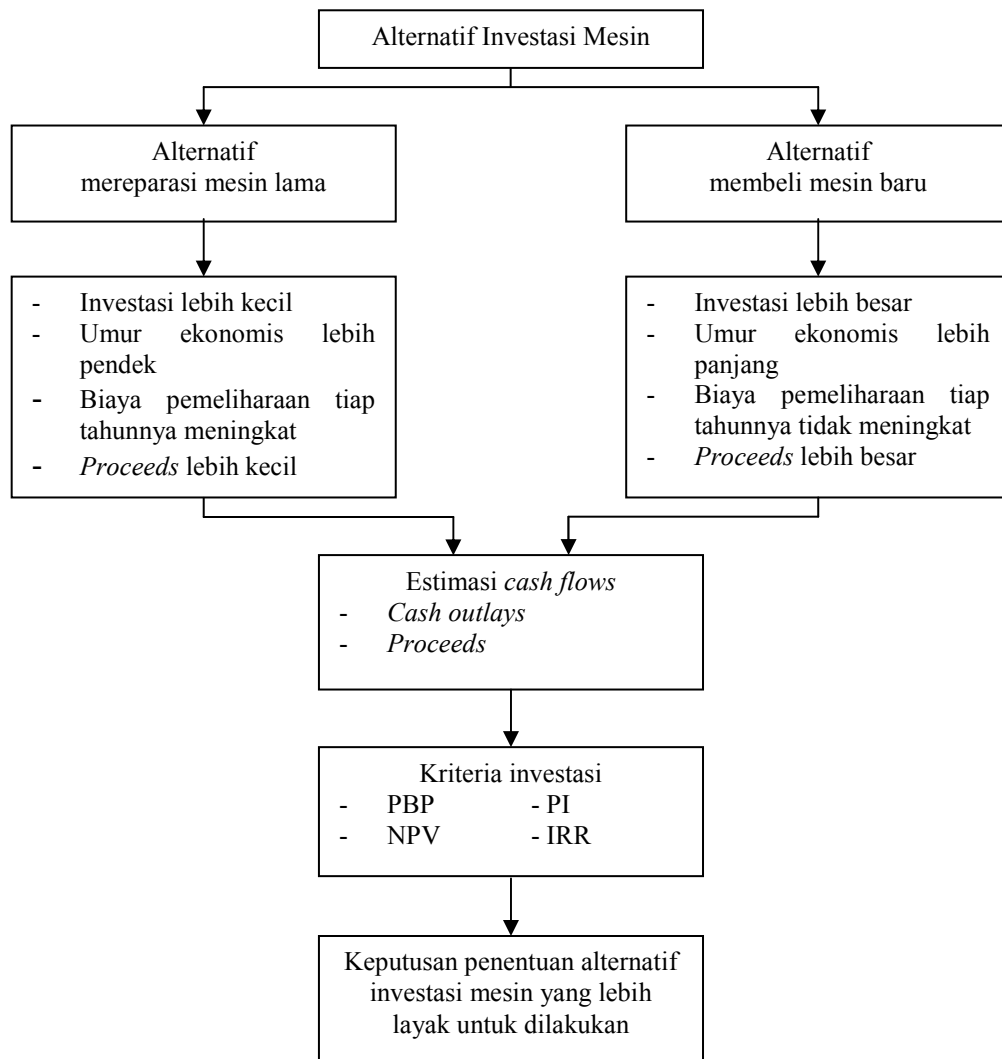 Alternatif Investasi Mesin
Alternatif
mereparasi mesin lama
Alternatif
membeli mesin baru
- Investasi lebih kecil
- Umur ekonomis lebih
pendek
- Biaya pemeliharaan tiap
tahunnya meningkat
- Proceeds lebih kecil
- Investasi lebih besar
- Umur ekonomis lebih
panjang
- Biaya pemeliharaan tiap
tahunnya tidak meningkat
- Proceeds lebih besar
Estimasi cash flows
- Cash outlays
- Proceeds
Kriteria investasi
- PBP - PI
- NPV - IRR
Keputusan penentuan alternatif
investasi mesin yang lebih
layak untuk dilakukan